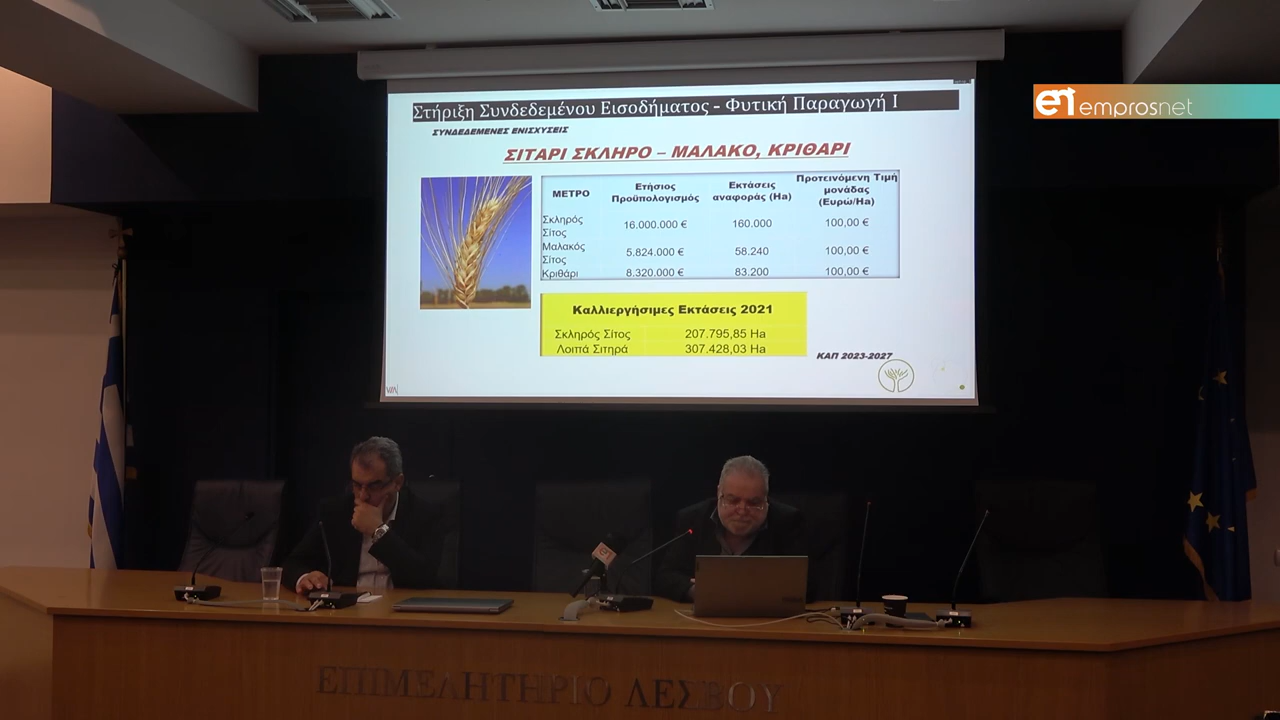 emprosnet
Στήριξη Συνδεδεμένου Εισοδήματος - Φυτική Παραγωγή Ι
ΣΥΝΔΕΔΕΜΕΝΕΣ ΕΝΙΣΧΥΣΕΙΣ
ΣΙΤΑΡΙ ΣΚΛΗΡΟ – ΜΑΛΑΚΟ, ΚΡΙΘΑΡΙ
ΜΕΤΡΟ Ετήσιος Προϋπολογισμός Εκτάσεις αναφοράς (Ha) Προτεινόμενη Τιμή μονάδας (Ευρώ/Ha)
Σκληρός Σίτος 16.000.000 € 160.000 100,00 €
Μαλακός Σίτος 5.824.000 € 58.240 100,00 €
Κριθάρι 8.320.000 € 83.200 100,00 €
Καλλιεργήσιμες Εκτάσεις 2021
Σκληρός Σίτος 207.795,85 Ha
Λοιπά Σιτηρά 307.428,03 Ha
ΚΑΠ 2023-2027
ΕΠΙΜΕΛΗΤΗΡΙΟ ΛΕΣΒΟΥ